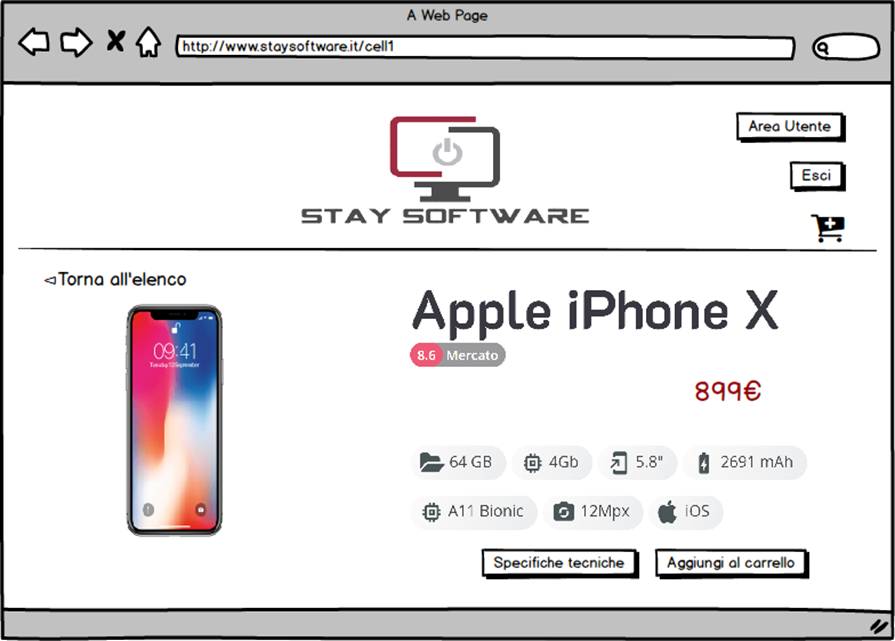 A Web Page
http://www.staysoftware.it/cell1
Area Utente
Esci
STAY SOFTWARE
◅Torna all'elenco
09:41
Tuesday 12 September
Apple iPhone X
8.6 Mercato
899€
64 GB 4Gb 5.8" 2691 mAh
A11 Bionic 12Mpx iOS
Specifiche tecniche Aggiungi al carrello